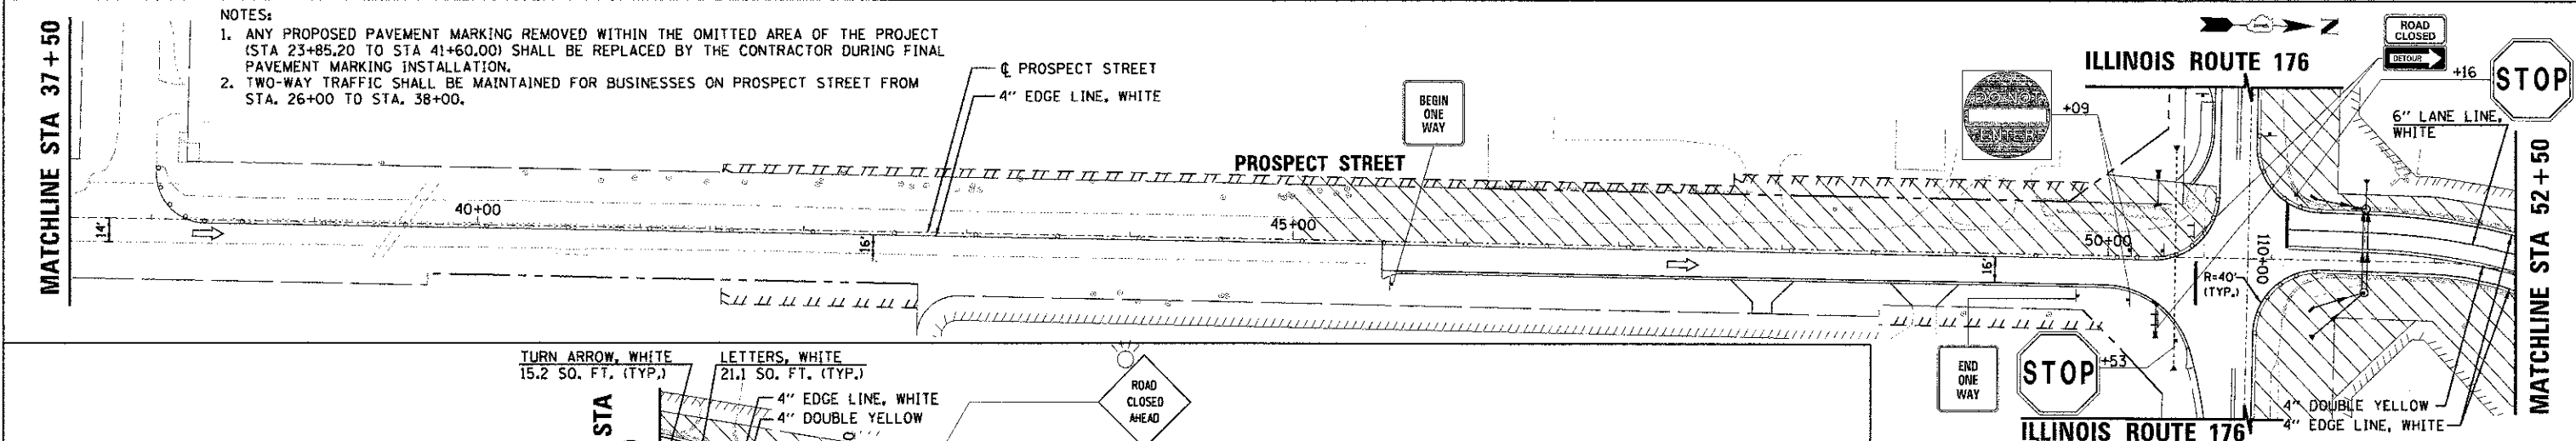 NOTES:
1. ANY PROPOSED PAVEMENT MARKING REMOVED WITHIN THE OMITTED AREA OF THE PROJECT
(STA 23+85.20 TO STA 41+60.00) SHALL BE REPLACED BY THE CONTRACTOR DURING FINAL
PAVEMENT MARKING INSTALLATION.
2. TWO-WAY TRAFFIC SHALL BE MAINTAINED FOR BUSINESSES ON PROSPECT STREET FROM
STA. 26+00 TO STA. 38+00.
MATCHLINE STA 37+50
℄ PROSPECT STREET
4" EDGE LINE, WHITE
BEGIN
ONE
WAY
PROSPECT STREET
DO NOT
ENTER
+09
ILLINOIS ROUTE 176
N
ROAD
CLOSED
DETOUR
+16
STOP
6" LANE LINE,
WHITE
MATCHLINE STA 52+50
14'
40+00
16'
45+00
50+00
16'
110+00
R=40'
(TYP.)
END
ONE
WAY
STOP
+53
4" DOUBLE YELLOW
4" EDGE LINE, WHITE
ILLINOIS ROUTE 176
TURN ARROW, WHITE
15.2 SQ. FT. (TYP.)
LETTERS, WHITE
21.1 SQ. FT. (TYP.)
4" EDGE LINE, WHITE
4" DOUBLE YELLOW
STA
ROAD
CLOSED
AHEAD